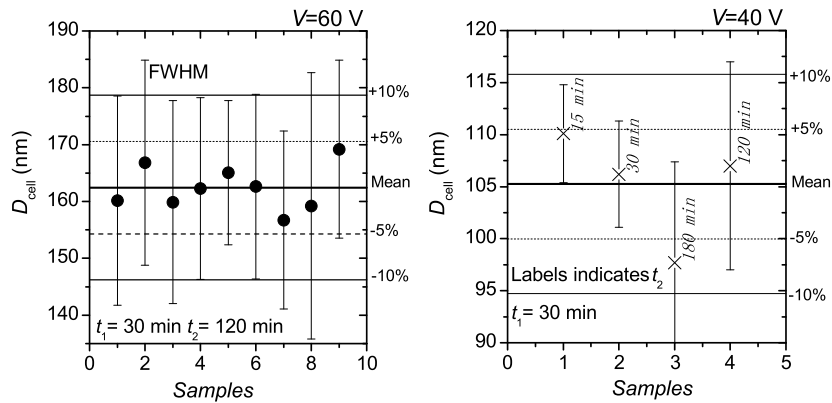 V=60 V
190
180
170
160
150
140
D_cell (nm)
FWHM
+10%
+5%
Mean
-5%
-10%
t₁= 30 min t₂= 120 min
0 2 4 6 8 10
Samples
V=40 V
120
115
110
105
100
95
90
D_cell (nm)
+10%
+5%
Mean
-5%
-10%
15 min
30 min
180 min
120 min
Labels indicates t₂
t₁= 30 min
0 1 2 3 4 5
Samples